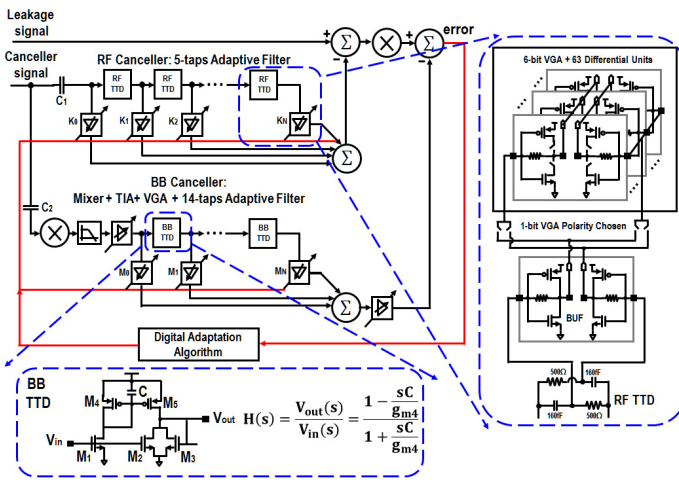 Leakage
signal
Canceller
signal
RF Canceller: 5-taps Adaptive Filter
error
+
Σ
×
+
Σ
-
-
C1
RF
TTD
RF
TTD
RF
TTD
K0
K1
K2
KN
Σ
BB Canceller:
Mixer + TIA+ VGA + 14-taps Adaptive Filter
C2
×
BB
TTD
BB
TTD
M0
M1
MN
Σ
Digital Adaptation
Algorithm
6-bit VGA + 63 Differential Units
1-bit VGA Polarity Chosen
BUF
500Ω
160fF
160fF
500Ω
RF TTD
BB
TTD
M4
C
M5
Vout
Vin
M1
M2
M3
H(s) = Vout(s) / Vin(s) = (1 - sC/gm4) / (1 + sC/gm4)